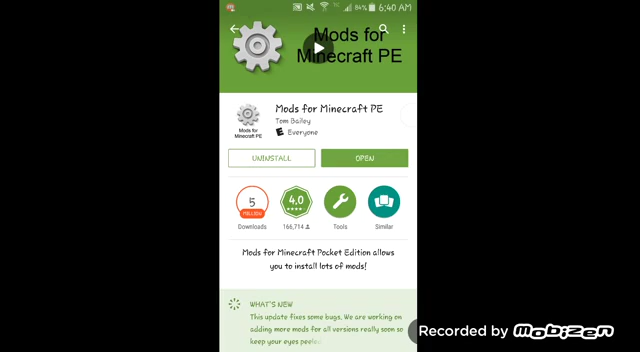 84% 6:40 AM
Mods for
Minecraft PE
Mods for
Minecraft PE
Mods for Minecraft PE
Tom Bailey
E Everyone
UNINSTALL
OPEN
5
MILLION
Downloads
4.0
166,714
Tools
Similar
Mods for Minecraft Pocket Edition allows
you to install lots of mods!
WHAT'S NEW
This update fixes some bugs. We are working on
adding more mods for all versions really soon so
keep your eyes peeled
Recorded by Mobizen